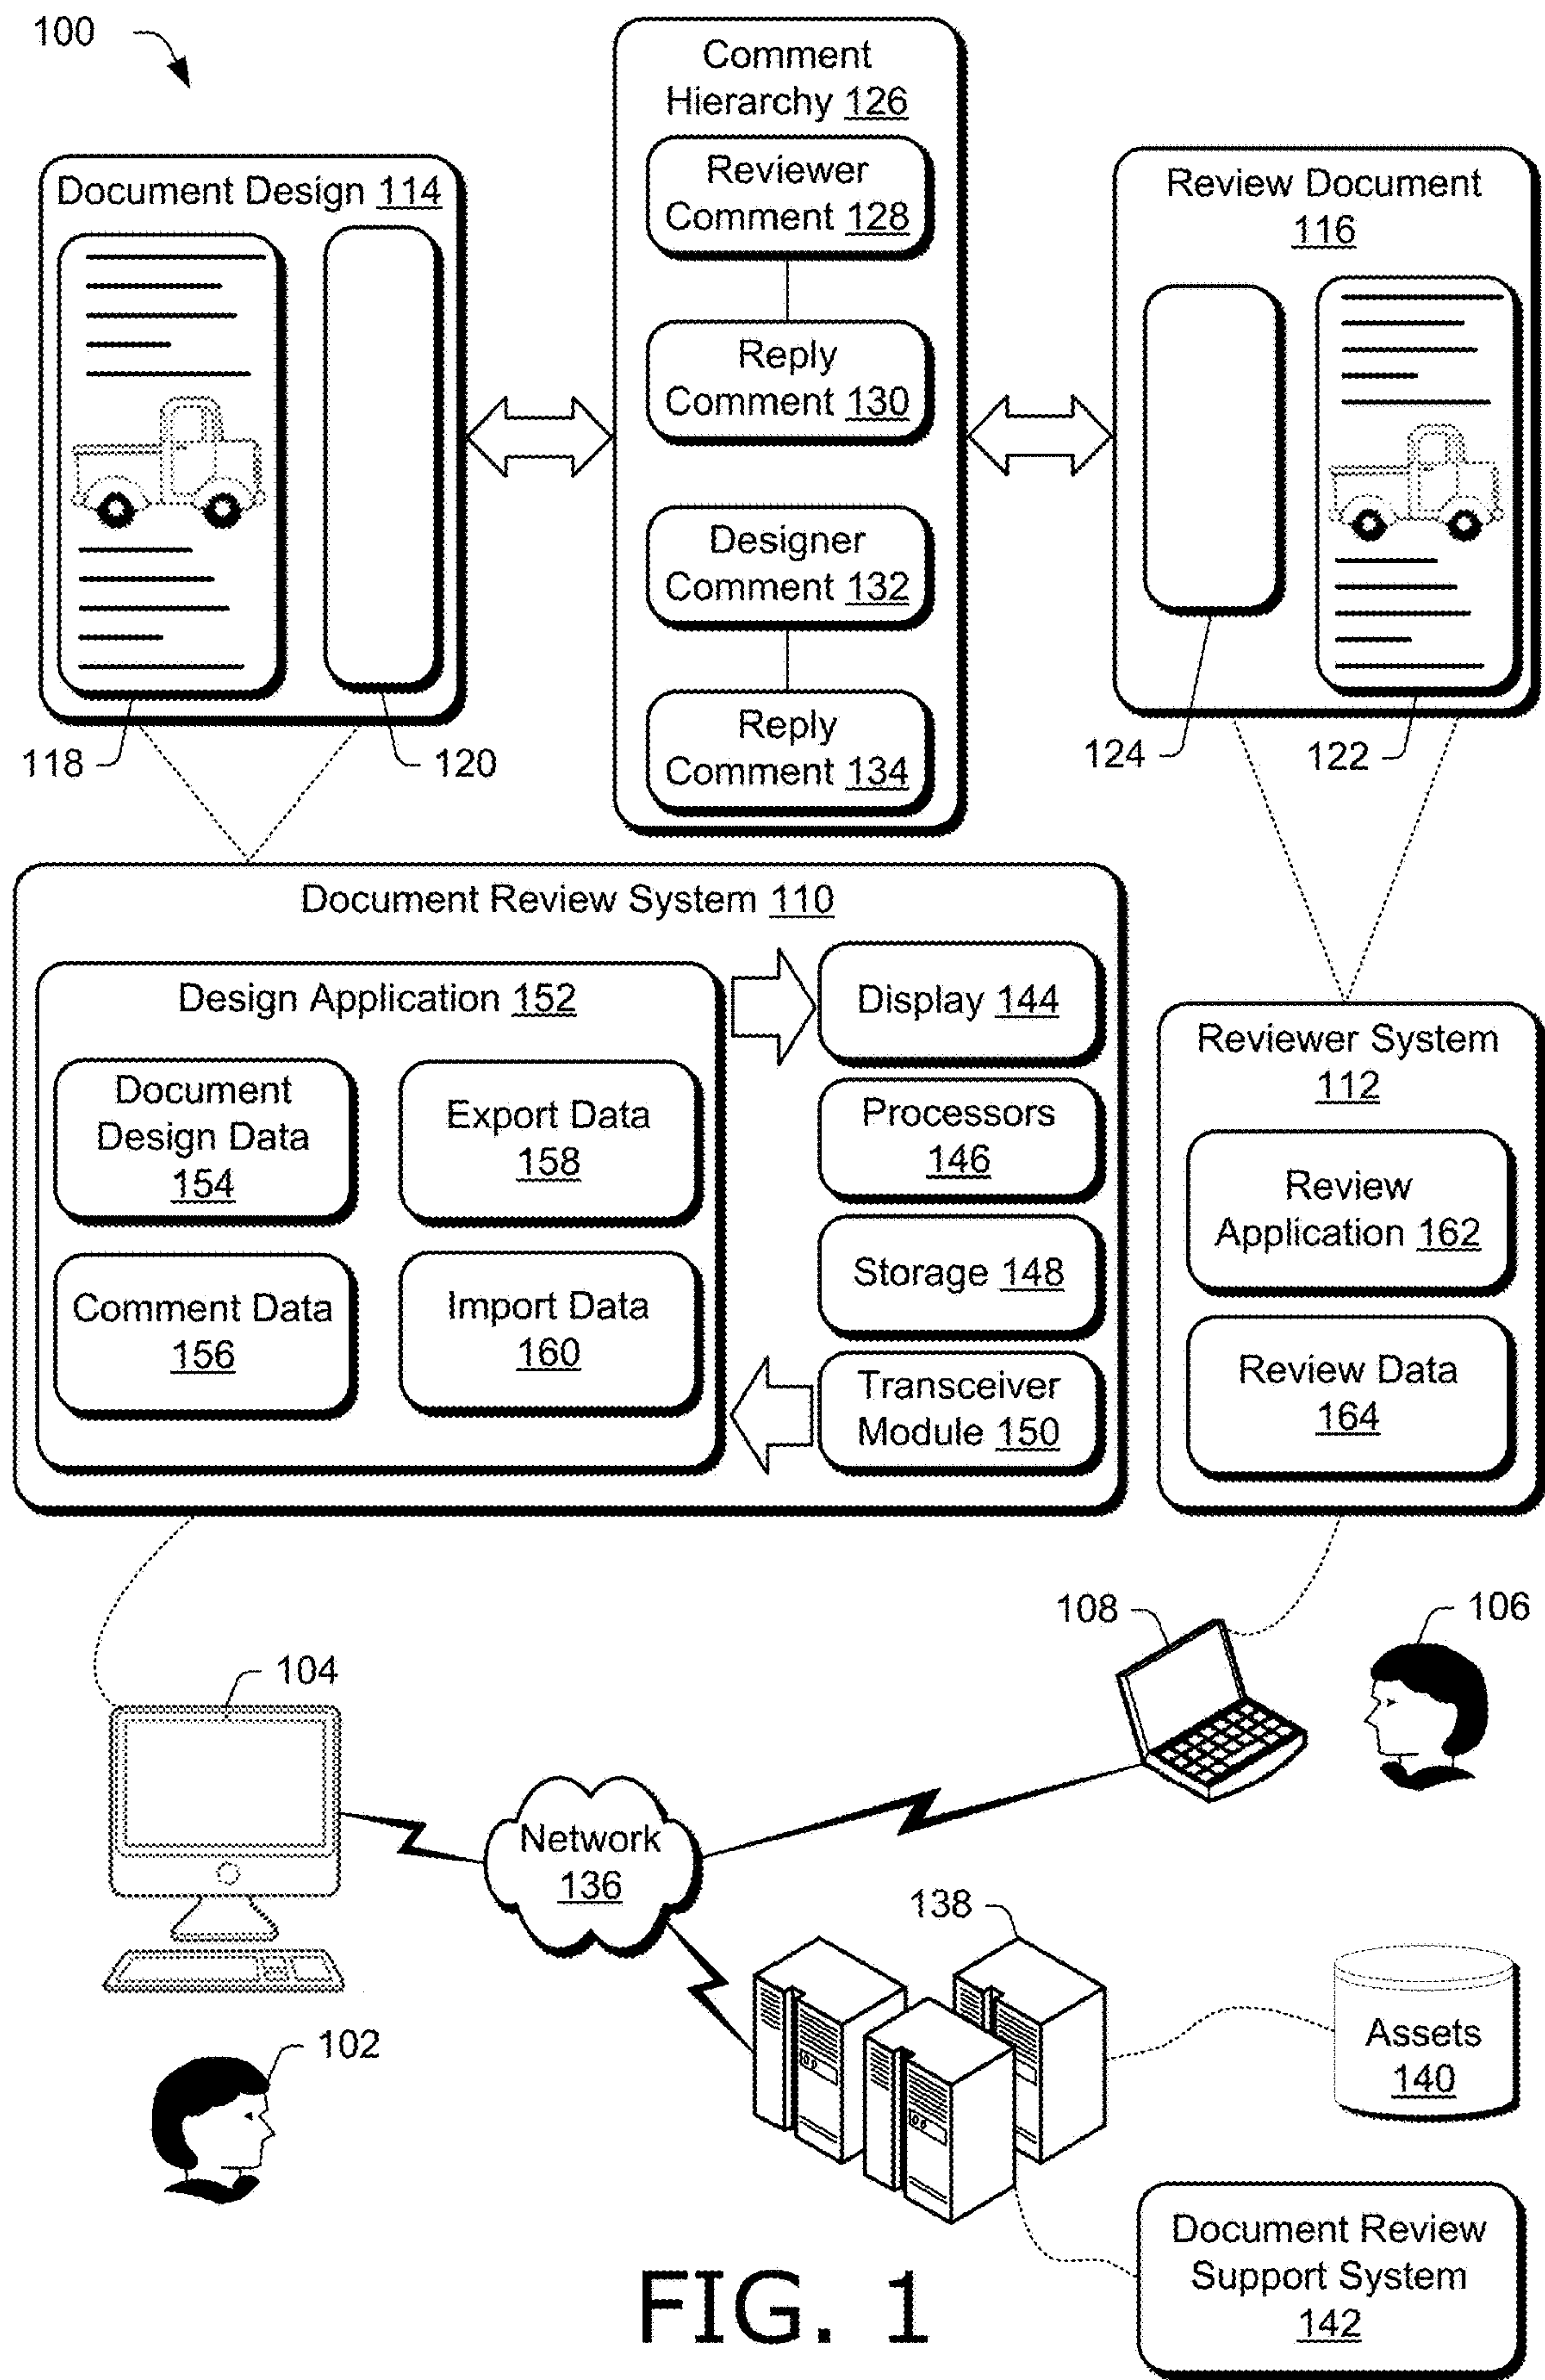 100
Comment
Hierarchy 126
Reviewer
Comment 128
Reply
Comment 130
Designer
Comment 132
Reply
Comment 134
Document Design 114
118
120
Review Document
116
124
122
Document Review System 110
Design Application 152
Document
Design Data
154
Export Data
158
Comment Data
156
Import Data
160
Display 144
Processors
146
Storage 148
Transceiver
Module 150
Reviewer System
112
Review
Application 162
Review Data
164
104
108
106
Network
136
138
102
Assets
140
Document Review
Support System
142
FIG. 1